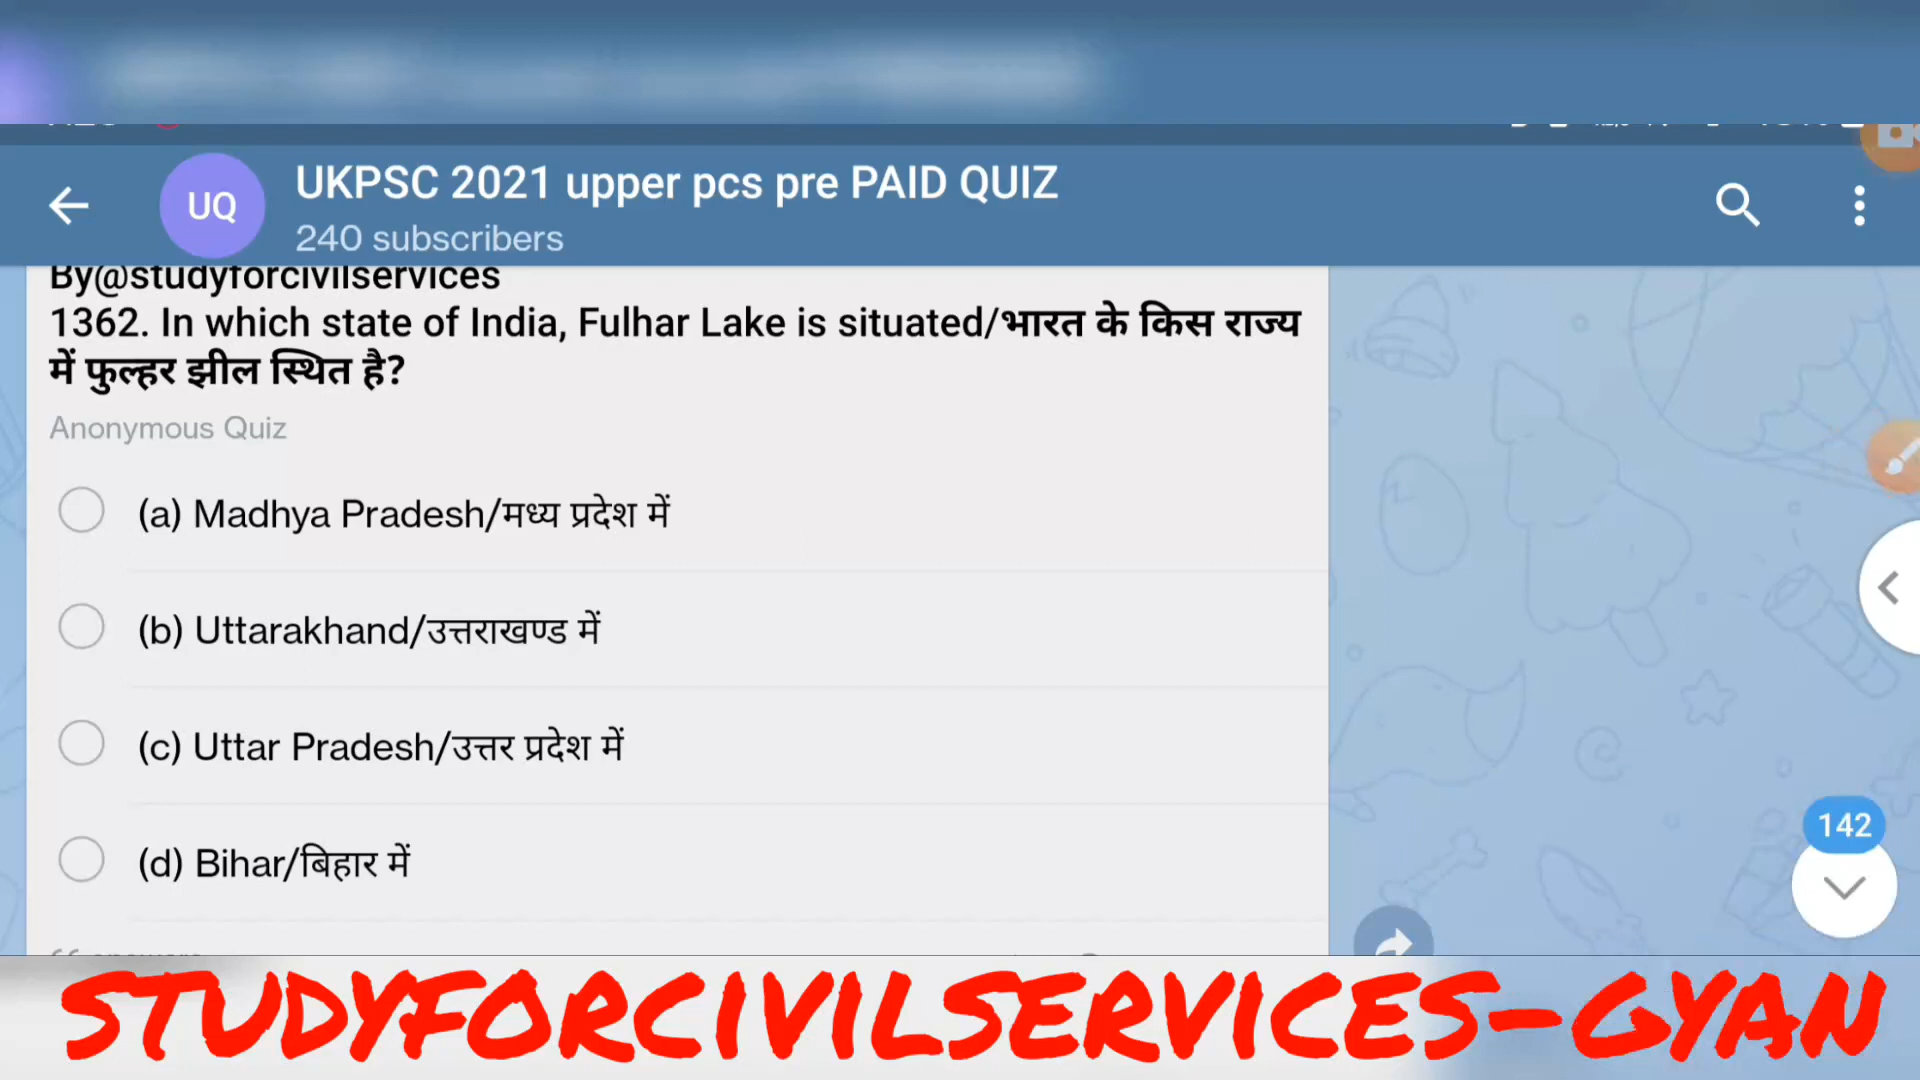 UQ
UKPSC 2021 upper pcs pre PAID QUIZ
240 subscribers
By@studyforcivilservices
1362. In which state of India, Fulhar Lake is situated/भारत के किस राज्य
में फुल्हर झील स्थित है?
Anonymous Quiz
(a) Madhya Pradesh/मध्य प्रदेश में
(b) Uttarakhand/उत्तराखण्ड में
(c) Uttar Pradesh/उत्तर प्रदेश में
(d) Bihar/बिहार में
142
STUDYFORCIVILSERVICES-GYAN